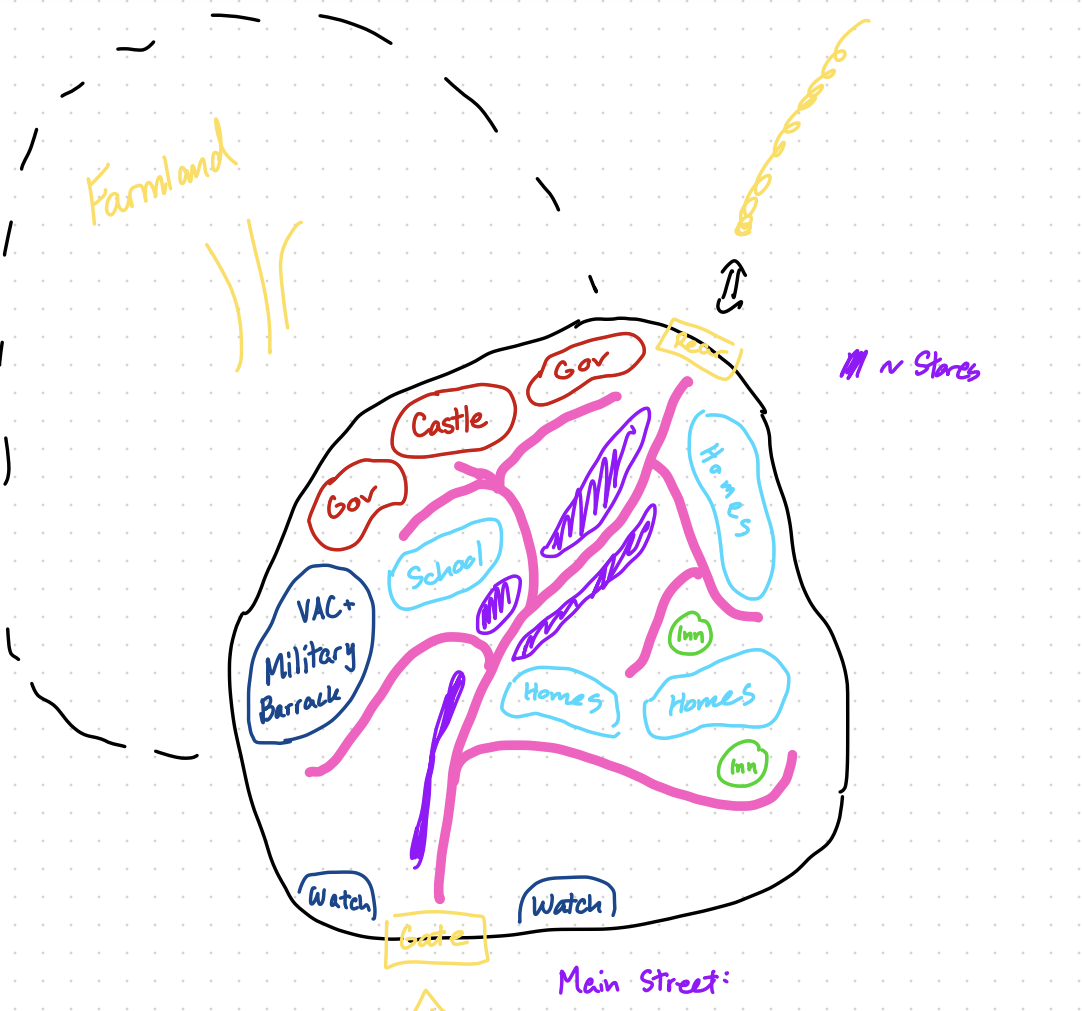 Farmland
Rear
~ Stores
Gov
Castle
Gov
Homes
School
VAC+
Military
Barrack
Inn
Homes
Homes
Inn
Watch
Watch
Gate
Main Street: